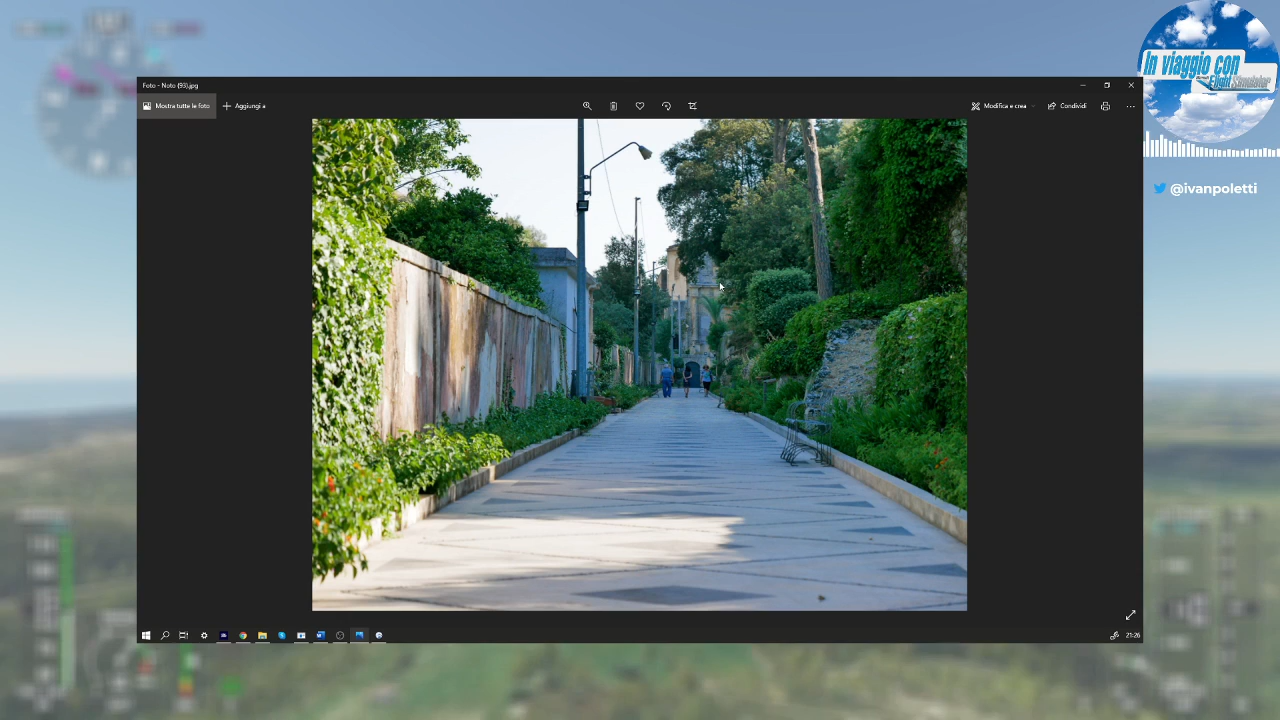 In viaggio con
Flight Simulator
@ivanpoletti
Foto - Noto (93).jpg
Mostra tutte le foto
Aggiungi a
Modifica e crea
Condividi
21:26